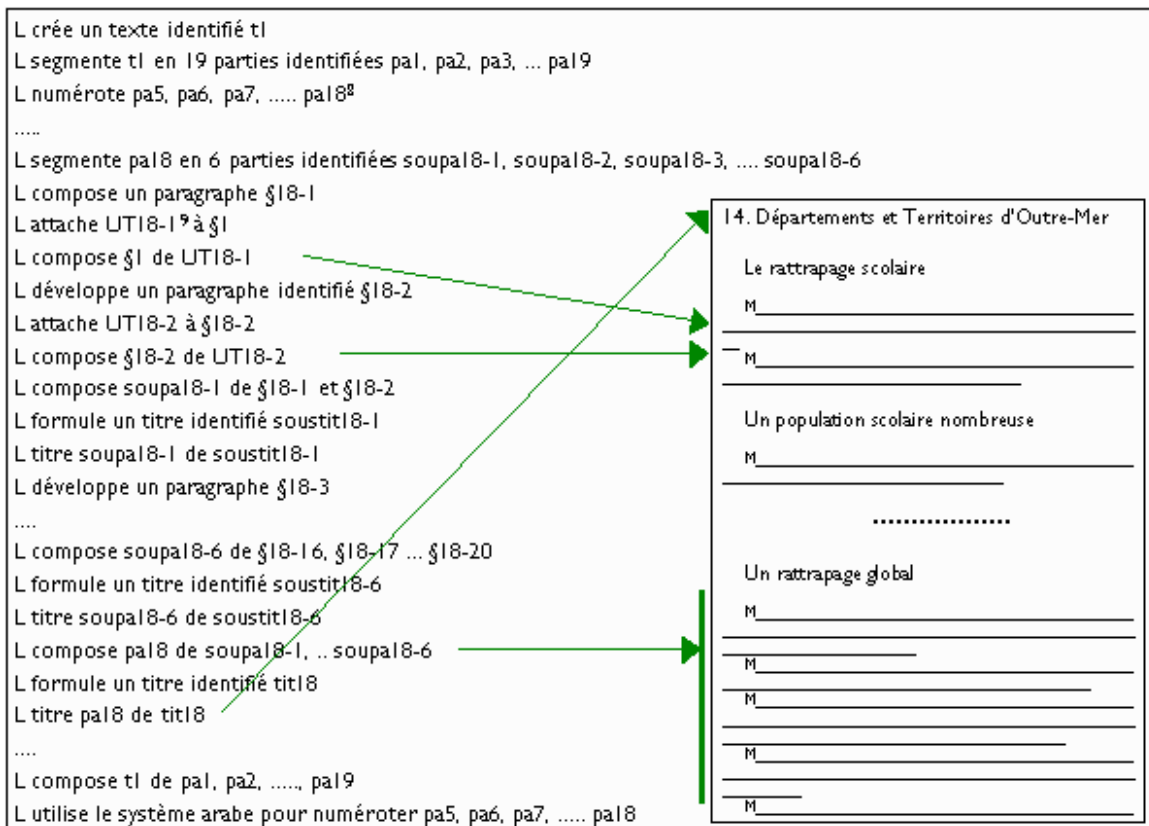 L crée un texte identifié t1
L segmente t1 en 19 parties identifiées pa1, pa2, pa3, ... pa19
L numérote pa5, pa6, pa7, ..... pa18⁸
.....
L segmente pa18 en 6 parties identifiées soupa18-1, soupa18-2, soupa18-3, .... soupa18-6
L compose un paragraphe §18-1
L attache UT18-1⁹ à §1
L compose §1 de UT18-1
L développe un paragraphe identifié §18-2
L attache UT18-2 à §18-2
L compose §18-2 de UT18-2
L compose soupa18-1 de §18-1 et §18-2
L formule un titre identifié soustit18-1
L titre soupa18-1 de soustit18-1
L développe un paragraphe §18-3
....
L compose soupa18-6 de §18-16, §18-17 ... §18-20
L formule un titre identifié soustit18-6
L titre soupa18-6 de soustit18-6
L compose pa18 de soupa18-1, .. soupa18-6
L formule un titre identifié tit18
L titre pa18 de tit18
....
L compose t1 de pa1, pa2, ....., pa19
L utilise le système arabe pour numéroter pa5, pa6, pa7, ..... pa18
14. Départements et Territoires d'Outre-Mer
Le rattrapage scolaire
M
M
Un population scolaire nombreuse
M
..................
Un rattrapage global
M
M
M
M
M